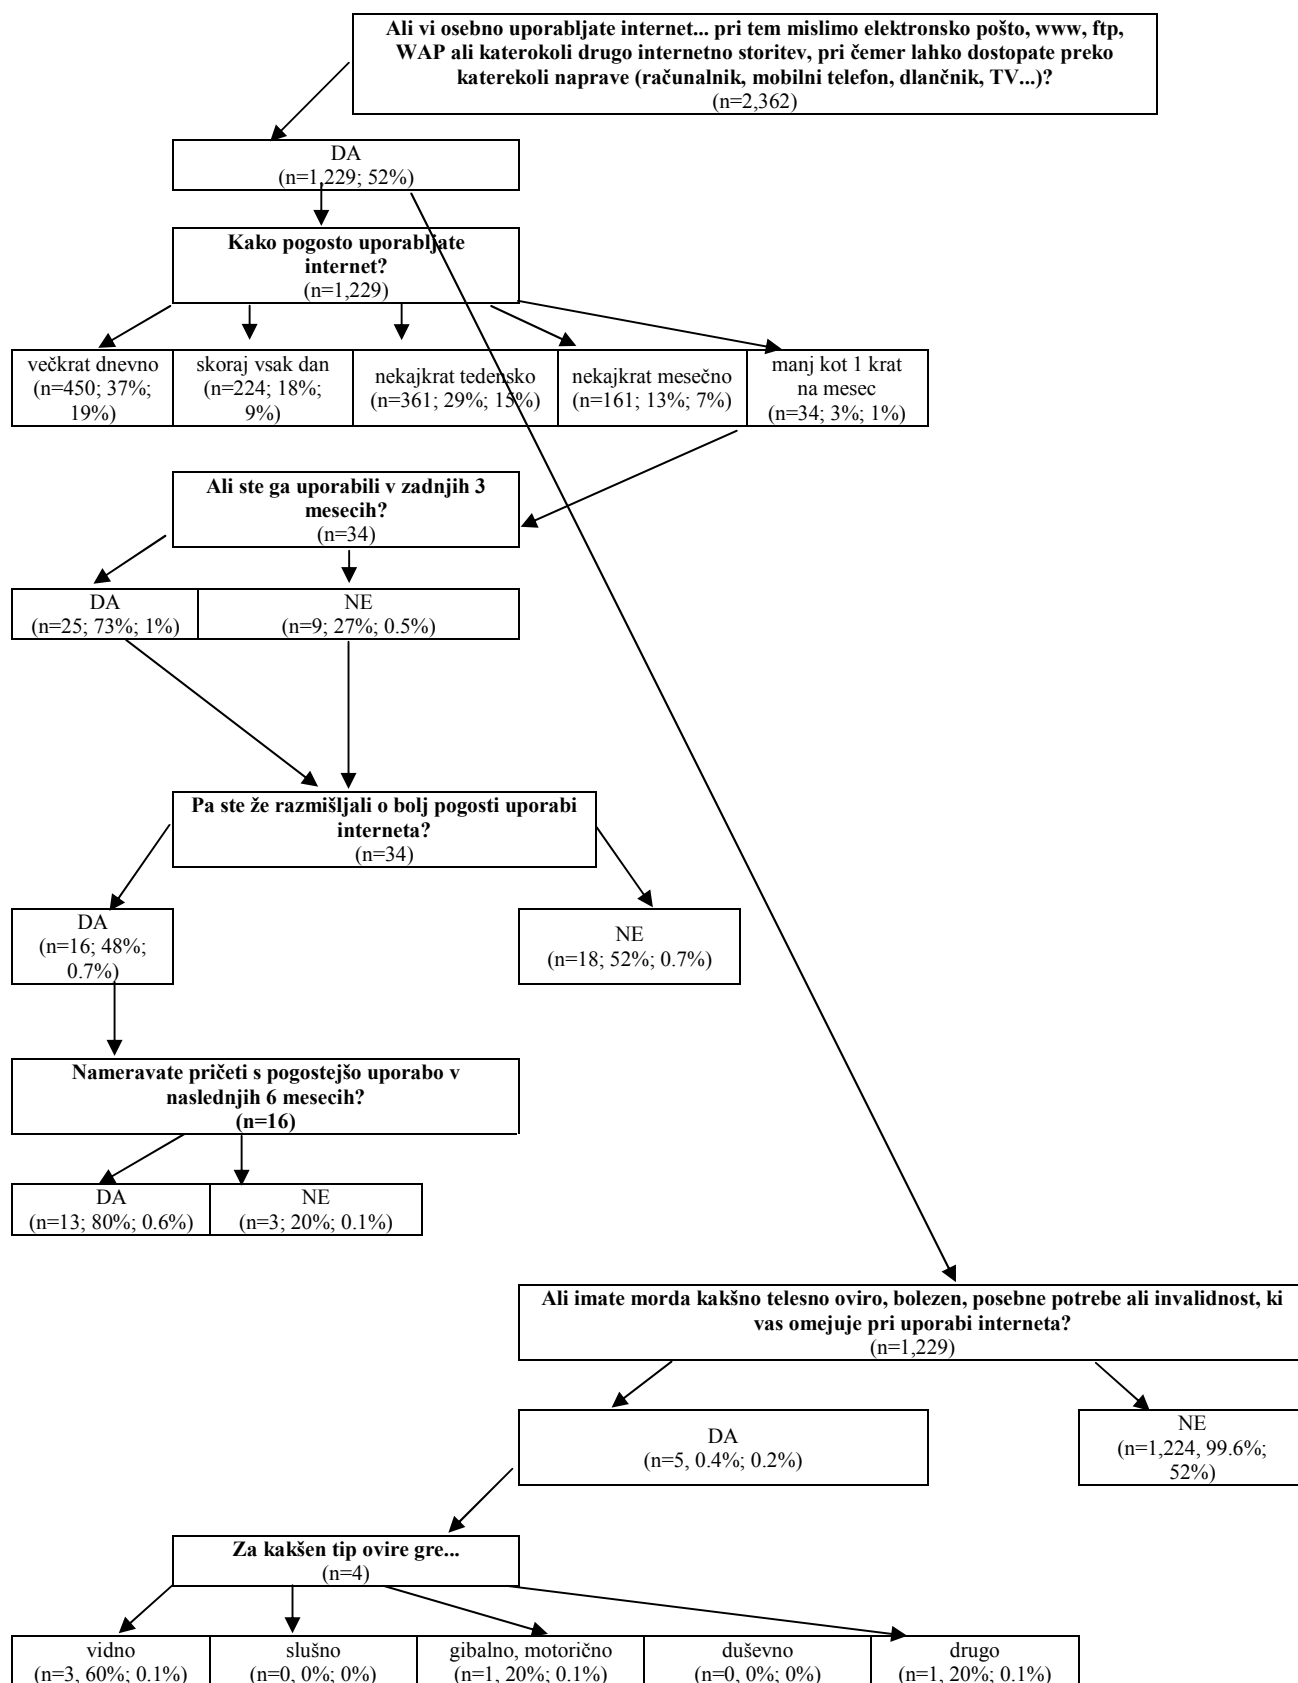 Ali vi osebno uporabljate internet... pri tem mislimo elektronsko pošto, www, ftp,
WAP ali katerokoli drugo internetno storitev, pri čemer lahko dostopate preko
katerekoli naprave (računalnik, mobilni telefon, dlančnik, TV...)?
(n=2,362)
DA
(n=1,229; 52%)
Kako pogosto uporabljate
internet?
(n=1,229)
večkrat dnevno
(n=450; 37%;
19%)
skoraj vsak dan
(n=224; 18%;
9%)
nekajkrat tedensko
(n=361; 29%; 15%)
nekajkrat mesečno
(n=161; 13%; 7%)
manj kot 1 krat
na mesec
(n=34; 3%; 1%)
Ali ste ga uporabili v zadnjih 3
mesecih?
(n=34)
DA
(n=25; 73%; 1%)
NE
(n=9; 27%; 0.5%)
Pa ste že razmišljali o bolj pogosti uporabi
interneta?
(n=34)
DA
(n=16; 48%;
0.7%)
NE
(n=18; 52%; 0.7%)
Nameravate pričeti s pogostejšo uporabo v
naslednjih 6 mesecih?
(n=16)
DA
(n=13; 80%; 0.6%)
NE
(n=3; 20%; 0.1%)
Ali imate morda kakšno telesno oviro, bolezen, posebne potrebe ali invalidnost, ki
vas omejuje pri uporabi interneta?
(n=1,229)
DA
(n=5, 0.4%; 0.2%)
NE
(n=1,224, 99.6%;
52%)
Za kakšen tip ovire gre...
(n=4)
vidno
(n=3, 60%; 0.1%)
slušno
(n=0, 0%; 0%)
gibalno, motorično
(n=1, 20%; 0.1%)
duševno
(n=0, 0%; 0%)
drugo
(n=1, 20%; 0.1%)